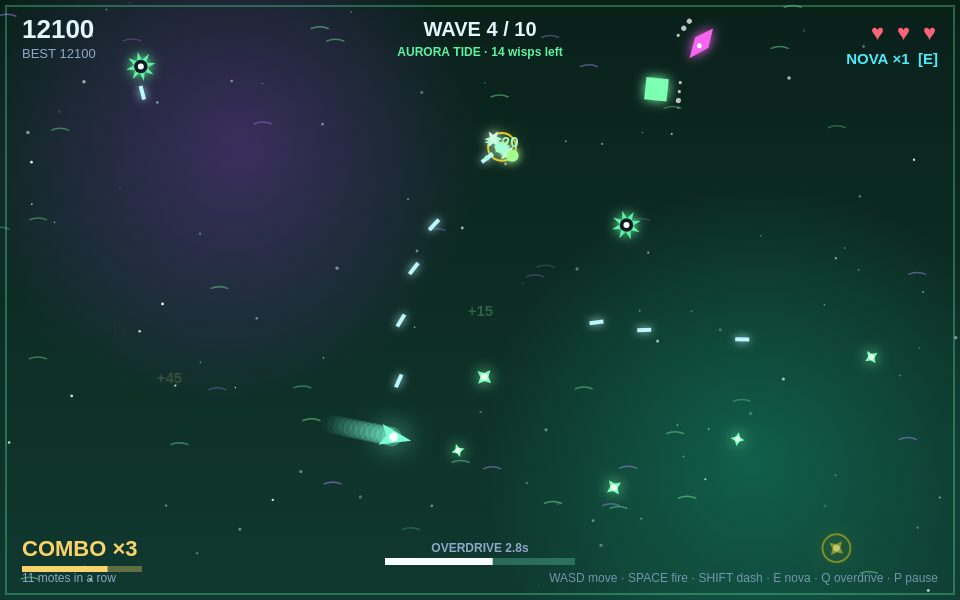 12100
BEST 12100
WAVE 4 / 10
AURORA TIDE · 14 wisps left
♥ ♥ ♥
NOVA ×1 [E]
+15
+45
COMBO ×3
11 motes in a row
OVERDRIVE 2.8s
WASD move · SPACE fire · SHIFT dash · E nova · Q overdrive · P pause